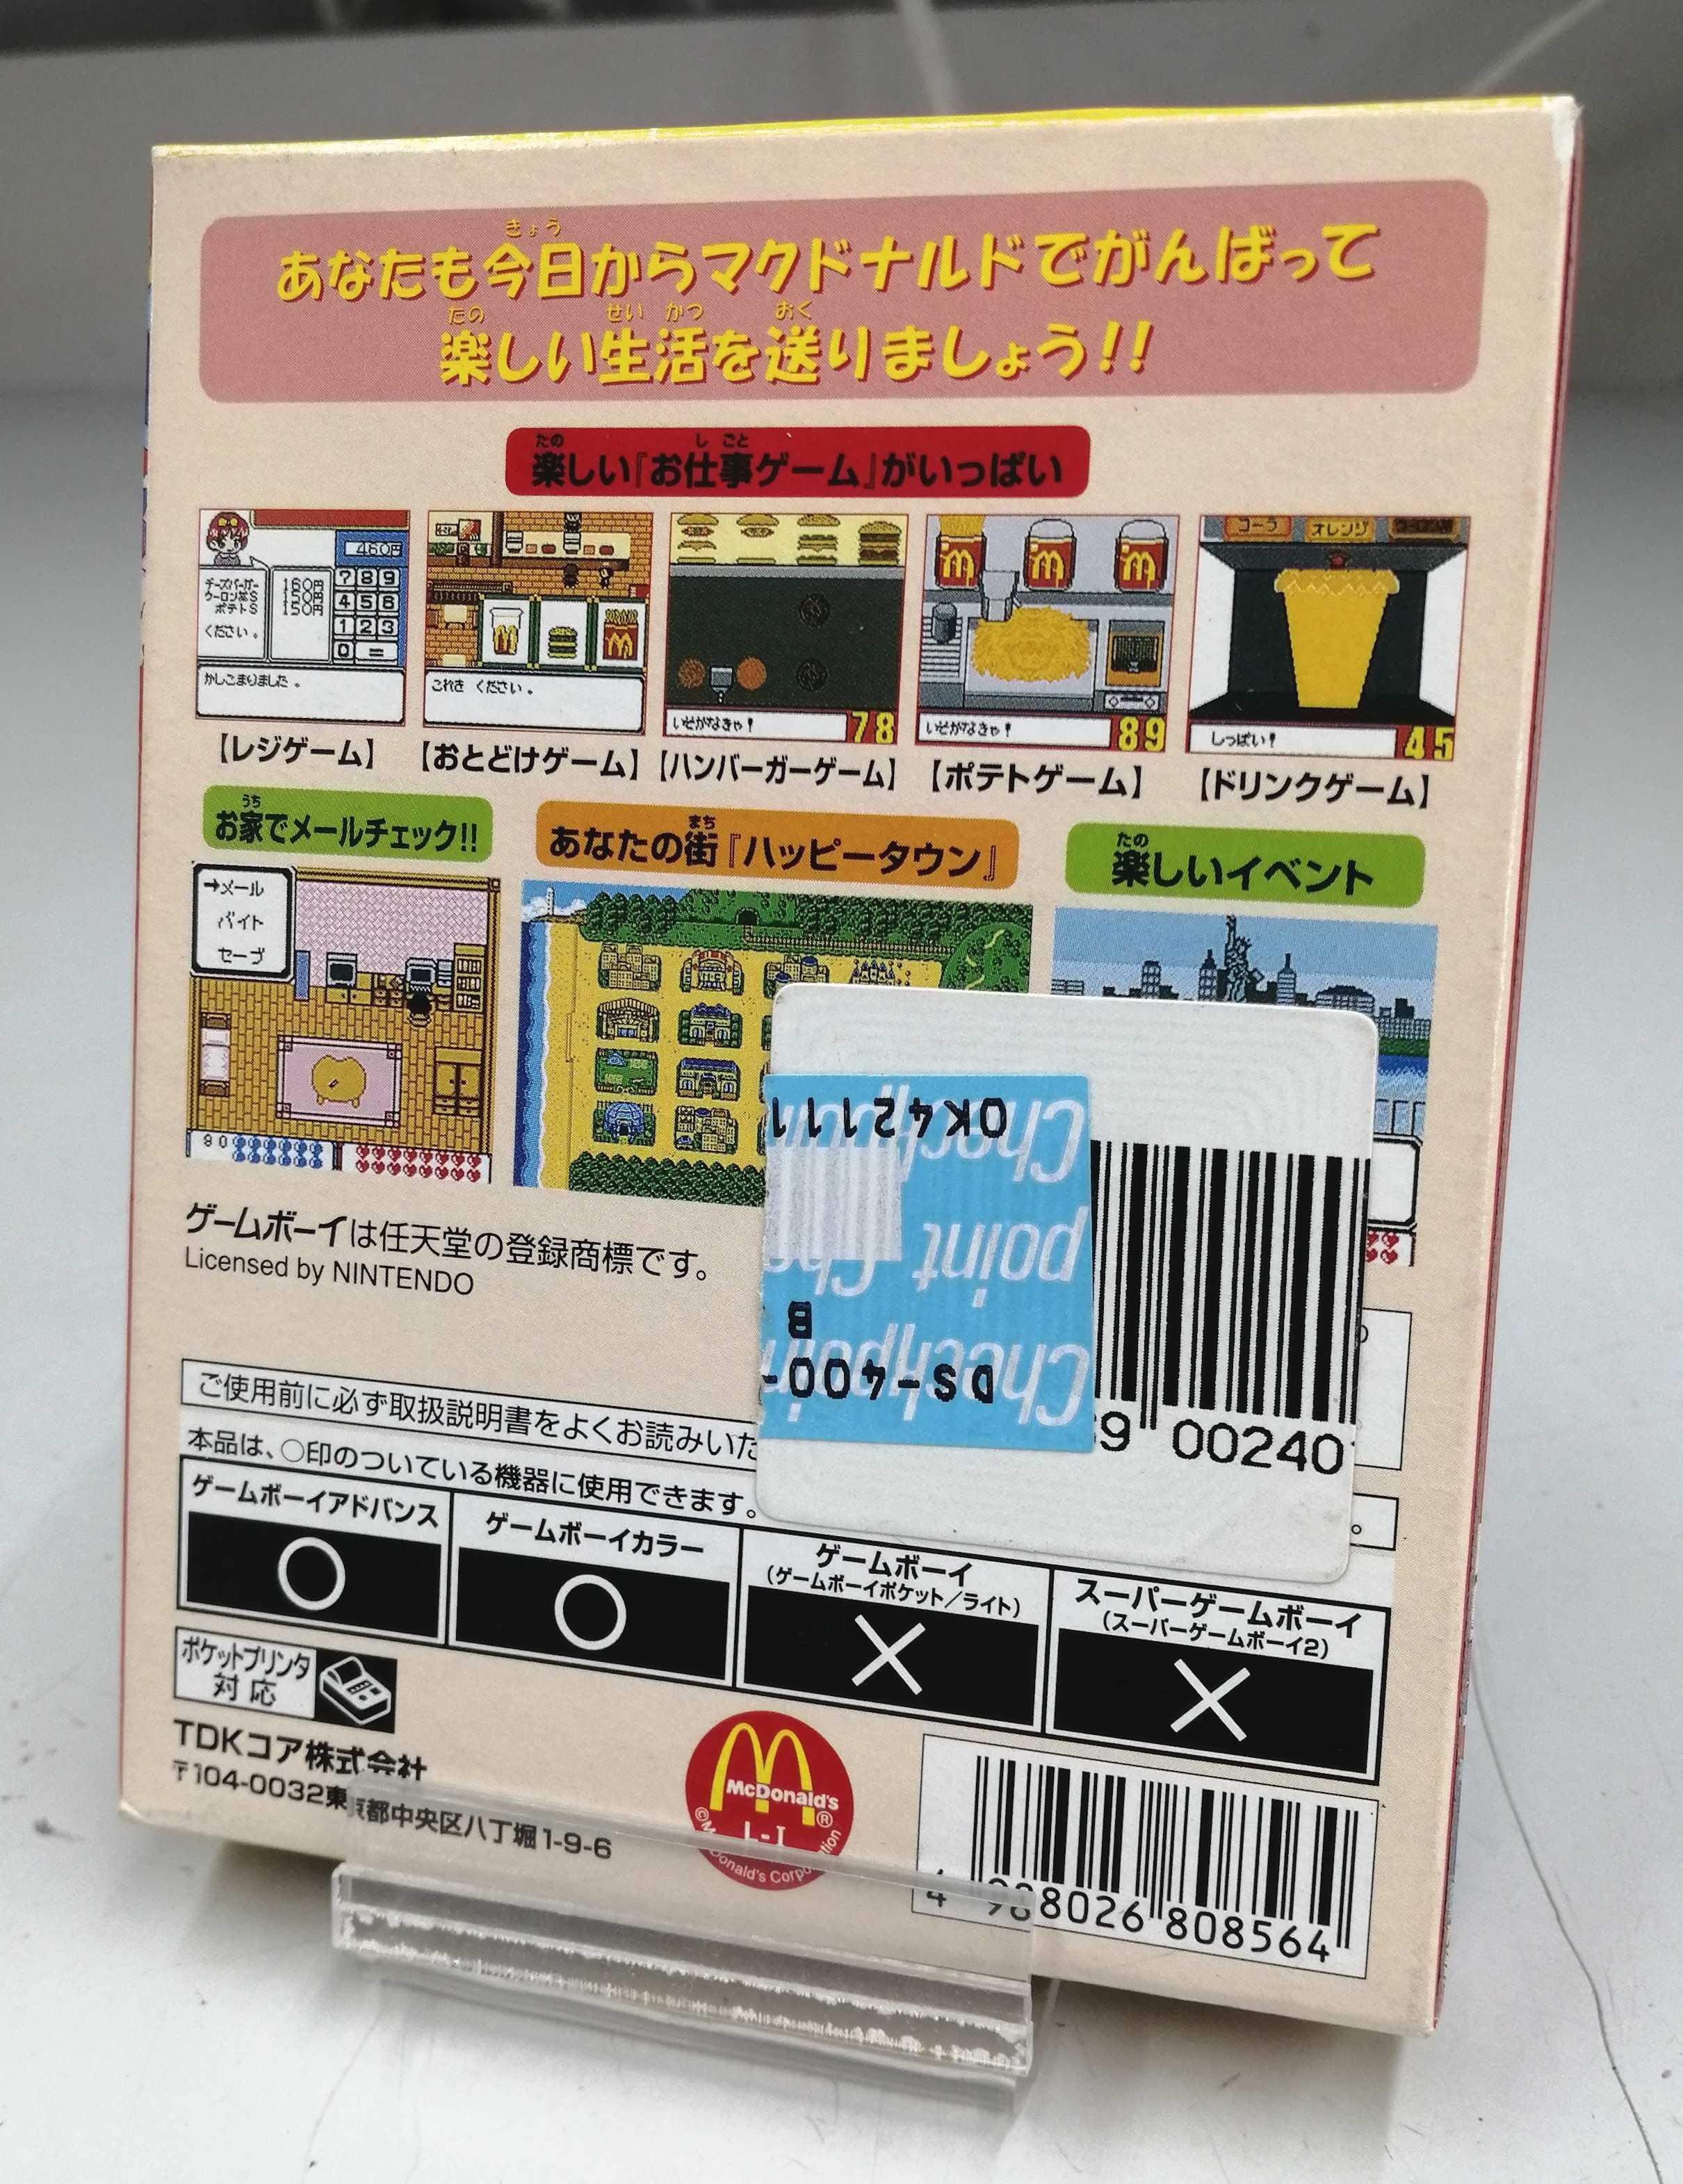 あなたも今日からマクドナルドでがんばって
楽しい生活を送りましょう!!
楽しい『お仕事ゲーム』がいっぱい
460円
チーズバーガー 160円
ウーロン茶S 150円
ポテトS 150円
ください。
7 8 9
4 5 6
1 2 3
0 =
かしこまりました。
これを ください。
いそがなきゃ! 78
いそがなきゃ! 89
コーラ オレンジ
しっぱい! 45
【レジゲーム】
【おとどけゲーム】
【ハンバーガーゲーム】
【ポテトゲーム】
【ドリンクゲーム】
お家でメールチェック!!
あなたの街『ハッピータウン』
楽しいイベント
→メール
バイト
セーブ
90
OK42111
Checkpoint
DS-400-
B
9 00240
ゲームボーイは任天堂の登録商標です。
Licensed by NINTENDO
ご使用前に必ず取扱説明書をよくお読みいた
本品は、○印のついている機器に使用できます。
ゲームボーイアドバンス
ゲームボーイカラー
ゲームボーイ
(ゲームボーイポケット/ライト)
スーパーゲームボーイ
(スーパーゲームボーイ2)
○ ○ × ×
ポケットプリンタ
対応
TDKコア株式会社
〒104-0032東京都中央区八丁堀1-9-6
McDonald's
®
4 988026 808564